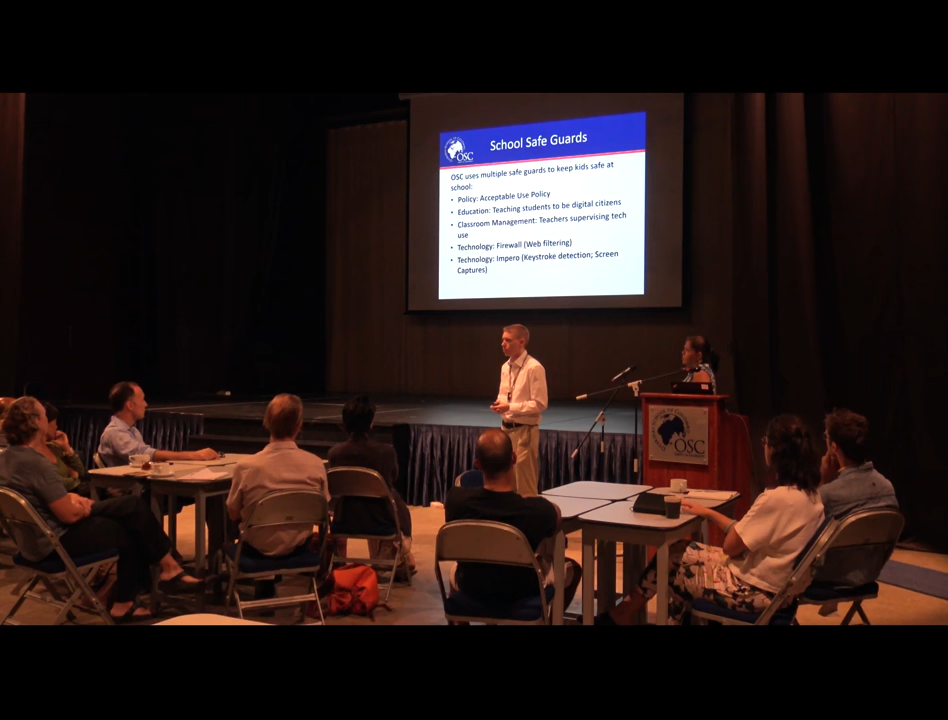 School Safe Guards
OSC
OSC uses multiple safe guards to keep kids safe at
school:
• Policy: Acceptable Use Policy
• Education: Teaching students to be digital citizens
• Classroom Management: Teachers supervising tech
use
• Technology: Firewall (Web filtering)
• Technology: Impero (Keystroke detection; Screen
Captures)
OSC